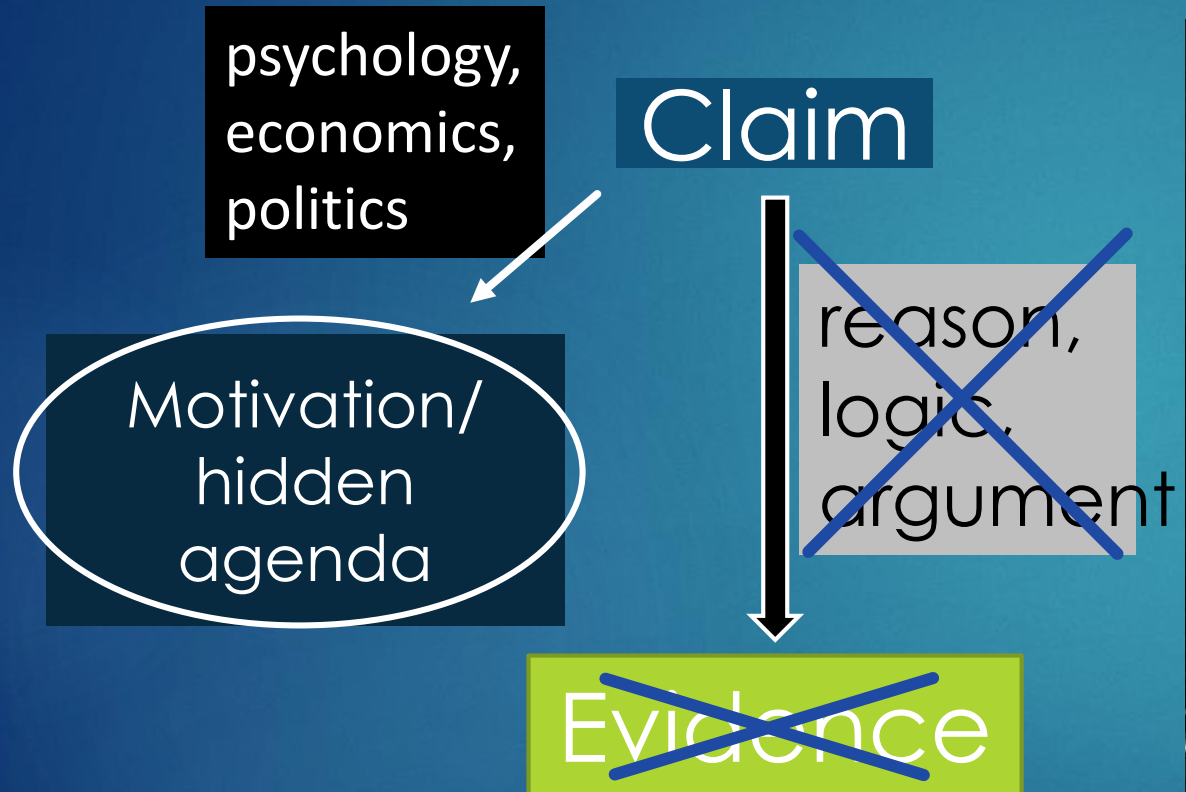 psychology,
economics,
politics
Claim
reason,
logic,
argument
Motivation/
hidden
agenda
Evidence